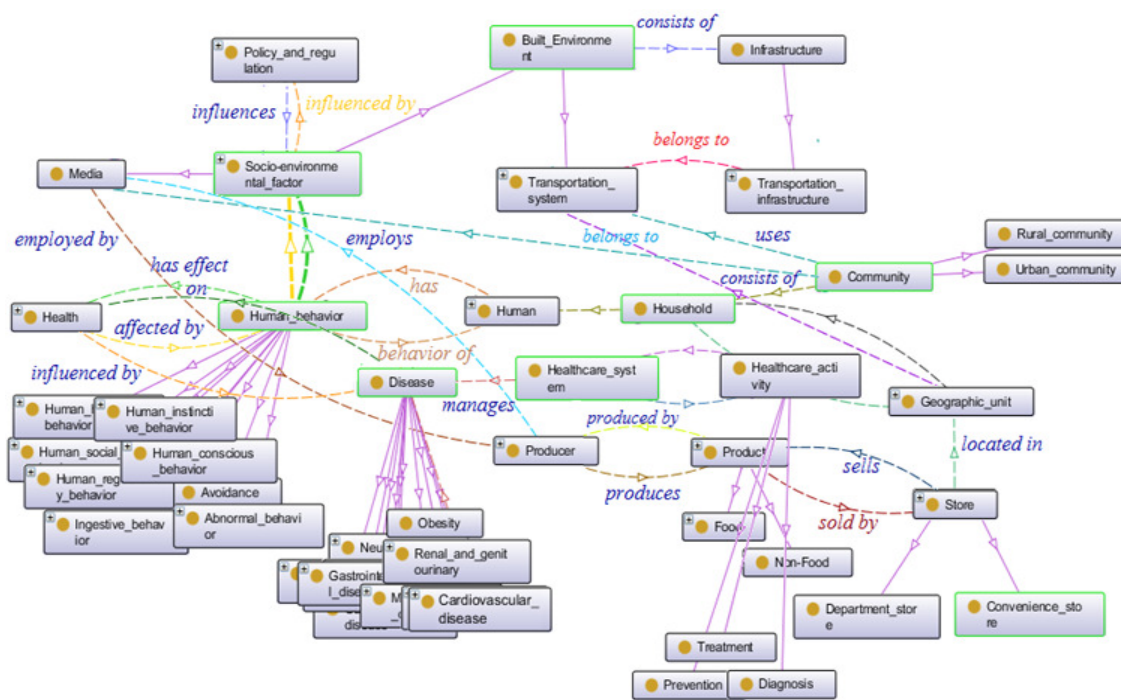 consists of
Policy_and_regu
lation
Built_Environme
nt
Infrastructure
influences
influenced by
belongs to
Media
Socio-environme
ntal_factor
Transportation_
system
Transportation_
infrastructure
employed by
employs
belongs to
uses
Rural_community
Urban_community
Community
has effect
on
has
consists of
Health
affected by
Human_behavior
Human
Household
influenced by
behavior of
Disease
manages
Healthcare_syst
em
Healthcare_acti
vity
Geographic_unit
produced by
located in
Producer
Product
produces
sells
sold by
Store
Human_
behavior
Human_instincti
ve_behavior
Human_social_
Human_conscious
_behavior
Human_reg
y_behavior
Avoidance
Ingestive_behav
ior
Abnormal_behavi
or
Obesity
Neu
Renal_and_genit
ourinary
Gastrointe
l_disea
Cardiovascular_
disease
Food
Non-Food
Department_stor
e
Convenience_sto
re
Treatment
Prevention
Diagnosis